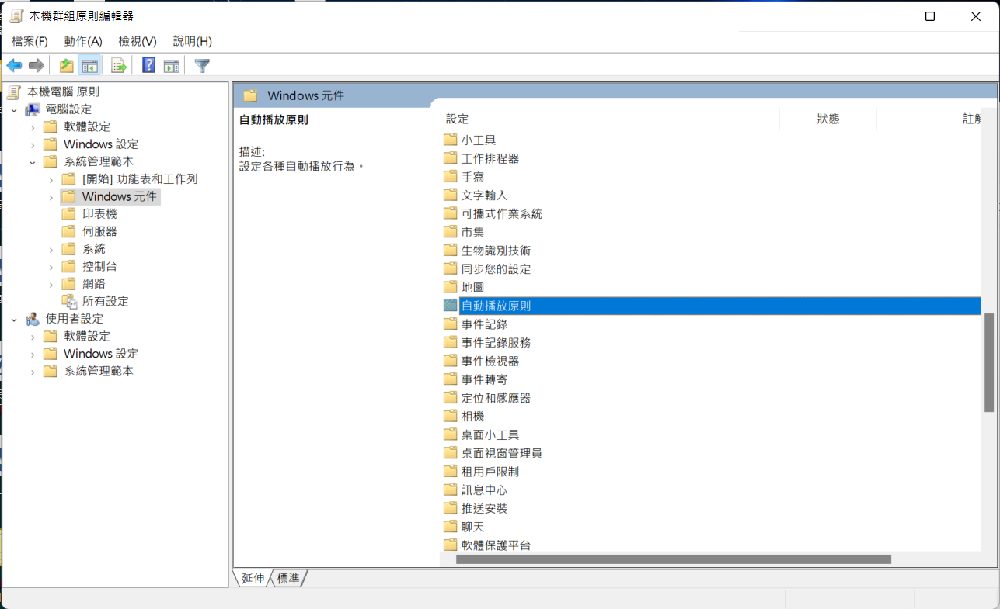 本機群組原則編輯器
檔案(F) 動作(A) 檢視(V) 說明(H)
本機電腦 原則
電腦設定
軟體設定
Windows 設定
系統管理範本
[開始] 功能表和工作列
Windows 元件
印表機
伺服器
系統
控制台
網路
所有設定
使用者設定
軟體設定
Windows 設定
系統管理範本
Windows 元件
自動播放原則
描述:
設定各種自動播放行為。
設定 狀態 註解
小工具
工作排程器
手寫
文字輸入
可攜式作業系統
市集
生物識別技術
同步您的設定
地圖
自動播放原則
事件記錄
事件記錄服務
事件檢視器
事件轉寄
定位和感應器
相機
桌面小工具
桌面視窗管理員
租用戶限制
訊息中心
推送安裝
聊天
軟體保護平台
延伸 標準